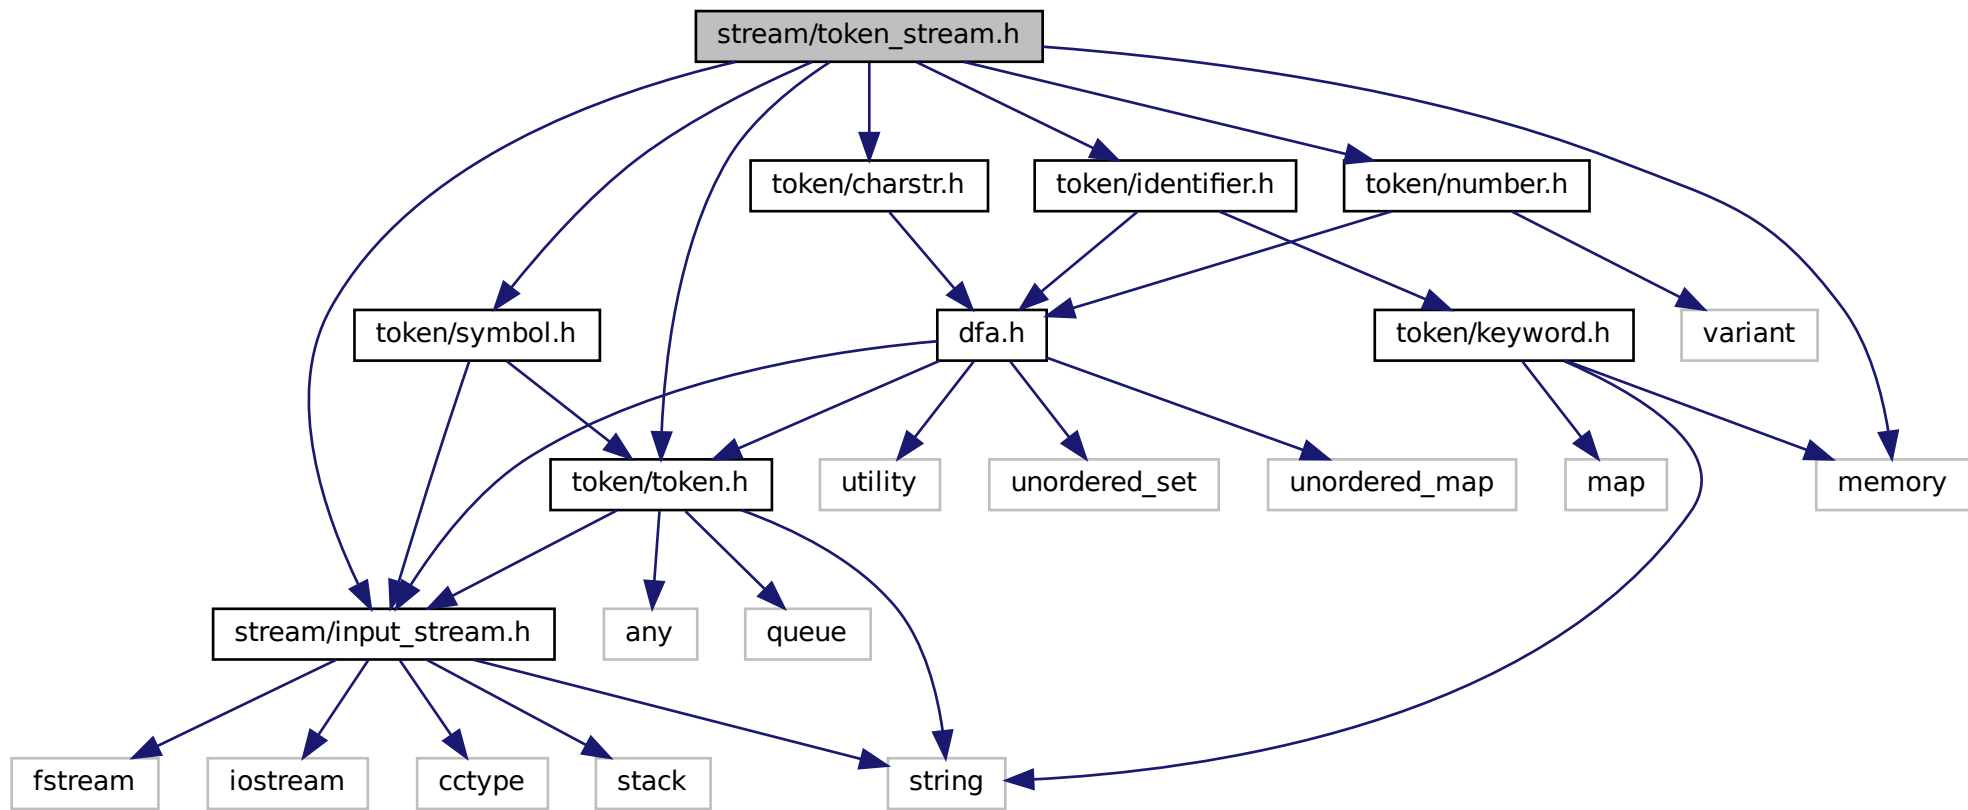 stream/token_stream.h
token/charstr.h
token/identifier.h
token/number.h
token/symbol.h
dfa.h
token/keyword.h
variant
token/token.h
utility
unordered_set
unordered_map
map
memory
stream/input_stream.h
any
queue
fstream
iostream
cctype
stack
string